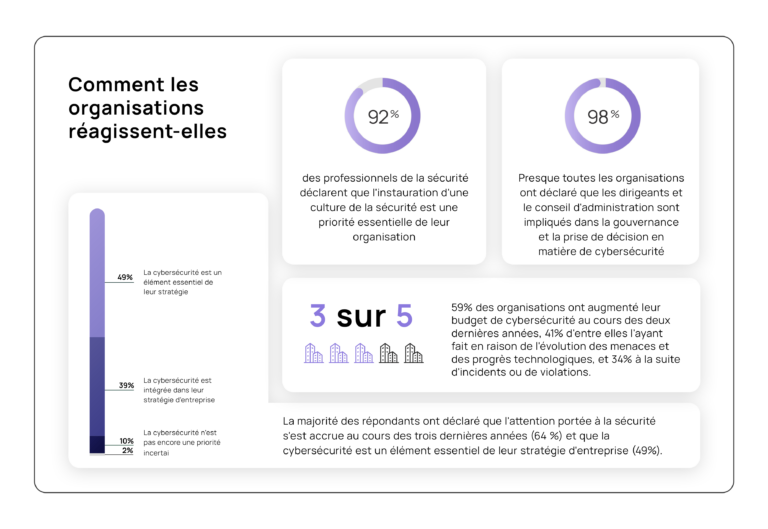 Comment les
organisations
réagissent-elles
92%
des professionnels de la sécurité
déclarent que l'instauration d'une
culture de la sécurité est une
priorité essentielle de leur
organisation
98%
Presque toutes les organisations
ont déclaré que les dirigeants et
le conseil d'administration sont
impliqués dans la gouvernance
et la prise de décision en
matière de cybersécurité
49%
La cybersécurité est un
élément essentiel de
leur stratégie
39%
La cybersécurité est
intégrée dans leur
stratégie d'entreprise
10%
La cybersécurité n'est
pas encore une priorité
2%
incertai
3 sur 5
59% des organisations ont augmenté leur
budget de cybersécurité au cours des deux
dernières années, 41% d'entre elles l'ayant
fait en raison de l'évolution des menaces et
des progrès technologiques, et 34% à la suite
d'incidents ou de violations.
La majorité des répondants ont déclaré que l'attention portée à la sécurité
s'est accrue au cours des trois dernières années (64 %) et que la
cybersécurité est un élément essentiel de leur stratégie d'entreprise (49%).